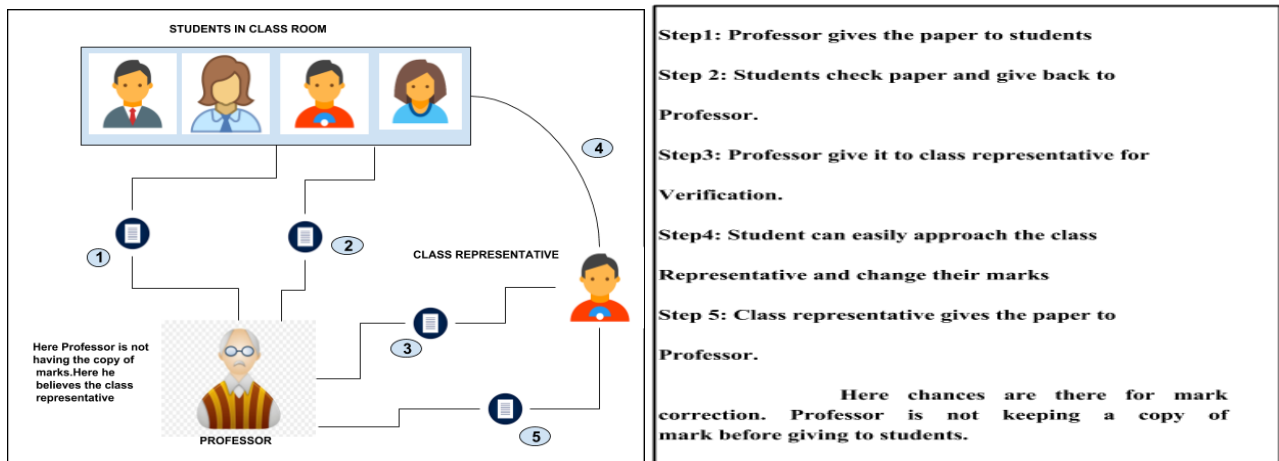 STUDENTS IN CLASS ROOM
4
1
2
CLASS REPRESENTATIVE
3
Here Professor is not
having the copy of
marks.Here he
believes the class
representative
5
PROFESSOR
Step1: Professor gives the paper to students
Step 2: Students check paper and give back to
Professor.
Step3: Professor give it to class representative for
Verification.
Step4: Student can easily approach the class
Representative and change their marks
Step 5: Class representative gives the paper to
Professor.
Here chances are there for mark
correction. Professor is not keeping a copy of
mark before giving to students.